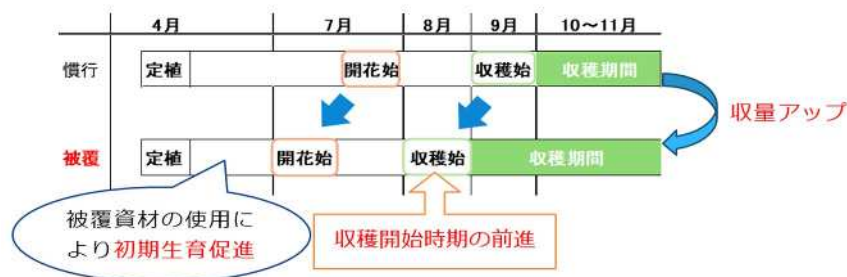 4月 7月 8月 9月 10~11月
慣行 定植 開花始 収穫始 収穫期間
収量アップ
被覆 定植 開花始 収穫始 収穫期間
被覆資材の使用に
より初期生育促進
収穫開始時期の前進